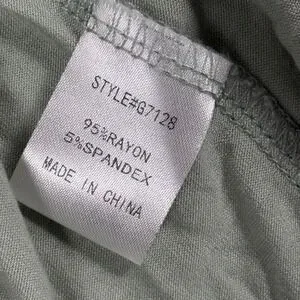 STYLE#G7128
95%RAYON
5%SPANDEX
MADE IN CHINA